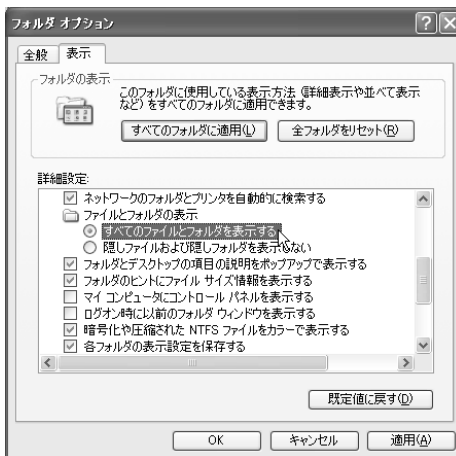 フォルダ オプション
全般 表示
フォルダの表示
このフォルダに使用している表示方法 (詳細表示や並べて表示
など) をすべてのフォルダに適用できます。
すべてのフォルダに適用(L) 全フォルダをリセット(R)
詳細設定:
ネットワークのフォルダとプリンタを自動的に検索する
ファイルとフォルダの表示
すべてのファイルとフォルダを表示する
隠しファイルおよび隠しフォルダを表示しない
フォルダとデスクトップの項目の説明をポップアップで表示する
フォルダのヒントにファイル サイズ情報を表示する
マイ コンピュータにコントロール パネルを表示する
ログオン時に以前のフォルダ ウィンドウを表示する
暗号化や圧縮された NTFS ファイルをカラーで表示する
各フォルダの表示設定を保存する
既定値に戻す(D)
OK キャンセル 適用(A)